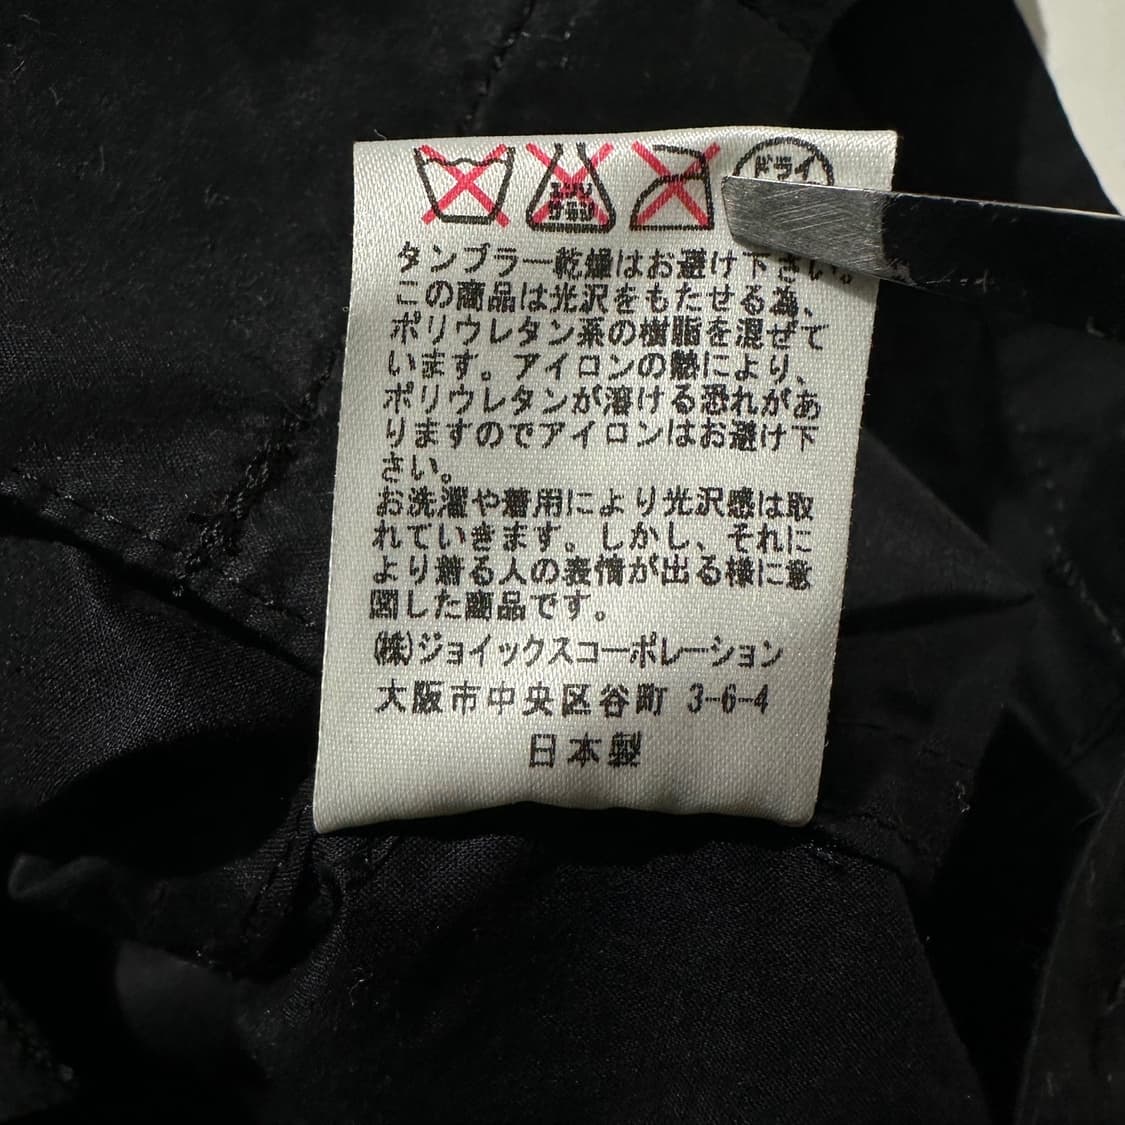 エンソ
サラシ
ドライ
タンブラー乾燥はお避け下さい。
この商品は光沢をもたせる為、
ポリウレタン系の樹脂を混ぜて
います。アイロンの熱により、
ポリウレタンが溶ける恐れがあ
りますのでアイロンはお避け下
さい。
お洗濯や着用により光沢感は取
れていきます。しかし、それに
より着る人の表情が出る様に意
図した商品です。
(株)ジョイックスコーポレーション
大阪市中央区谷町 3-6-4
日本製